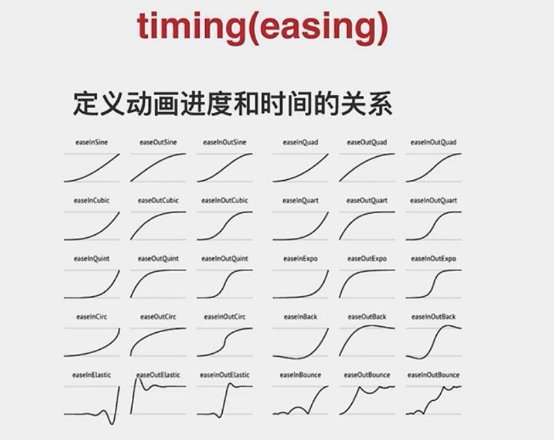 timing(easing)
定义动画进度和时间的关系
easeInSine easeOutSine easeInOutSine easeInQuad easeOutQuad easeInOutQuad
easeInCubic easeOutCubic easeInOutCubic easeInQuart easeOutQuart easeInOutQuart
easeInQuint easeOutQuint easeInOutQuint easeInExpo easeOutExpo easeInOutExpo
easeInCirc easeOutCirc easeInOutCirc easeInBack easeOutBack easeInOutBack
easeInElastic easeOutElastic easeInOutElastic easeInBounce easeOutBounce easeInOutBounce